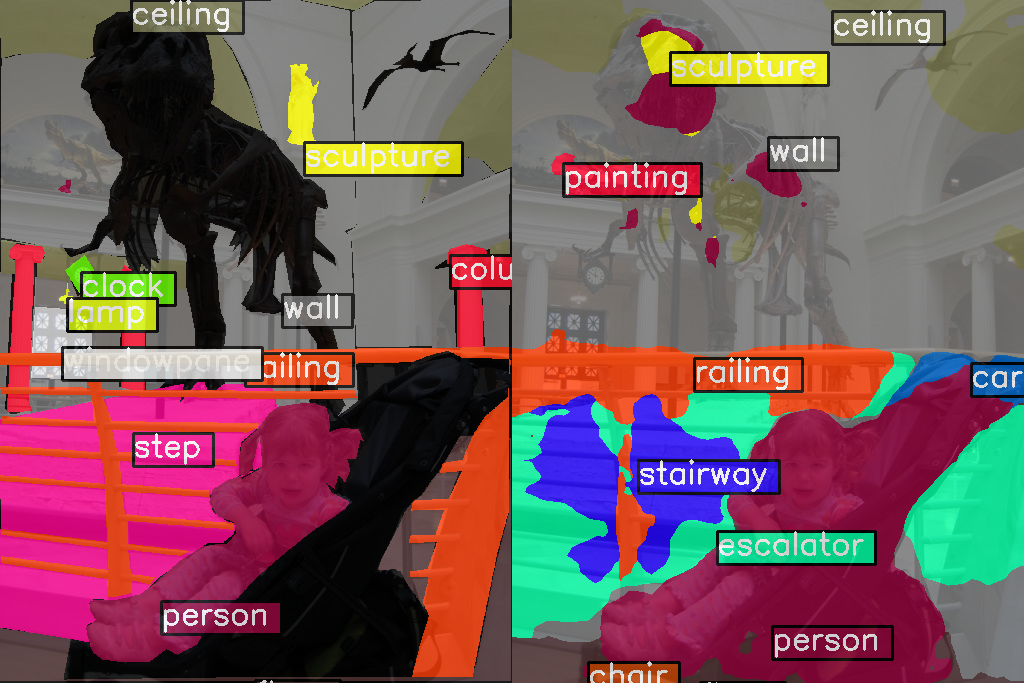 ceiling
sculpture
clock
lamp
wall
colu
windowpane
ailing
step
person
ceiling
sculpture
wall
painting
railing
car
stairway
escalator
person
chair